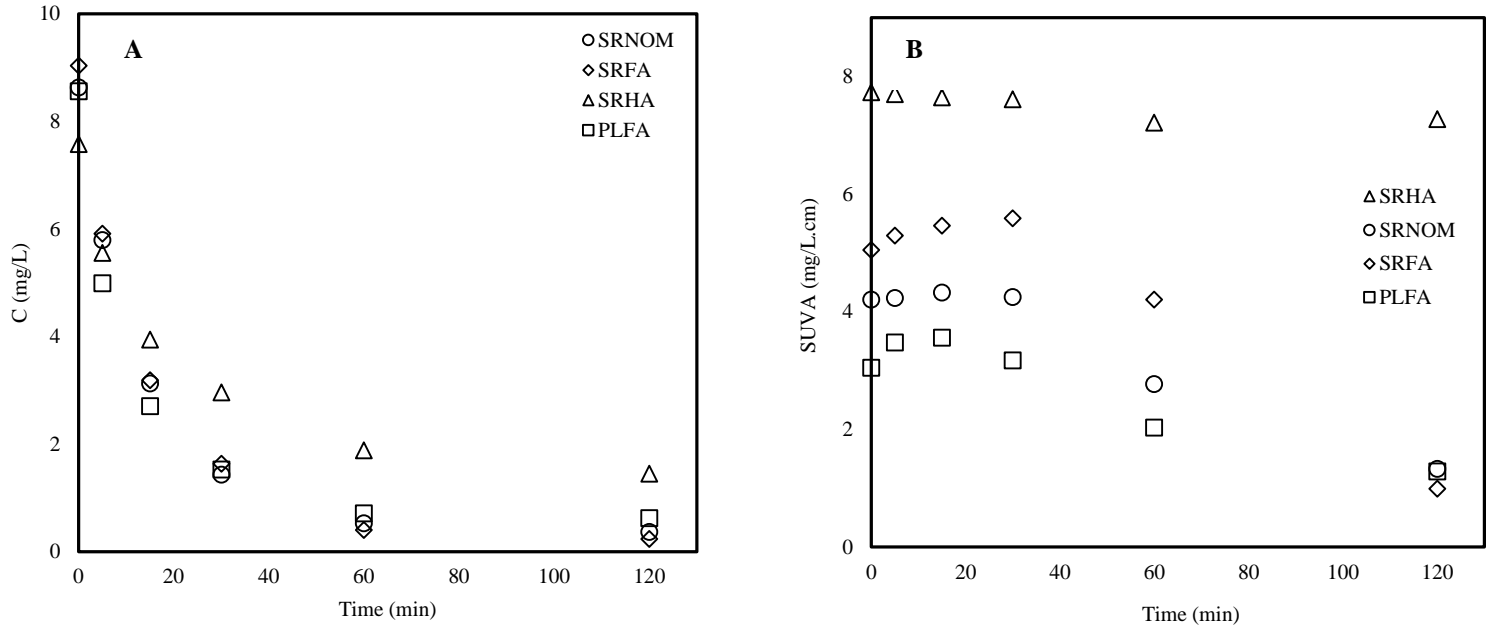 A
SRNOM
SRFA
SRHA
PLFA
10
8
6
4
2
0
C (mg/L)
0 20 40 60 80 100 120
Time (min)
B
SRHA
SRNOM
SRFA
PLFA
8
6
4
2
0
SUVA (mg/L.cm)
0 20 40 60 80 100 120
Time (min)